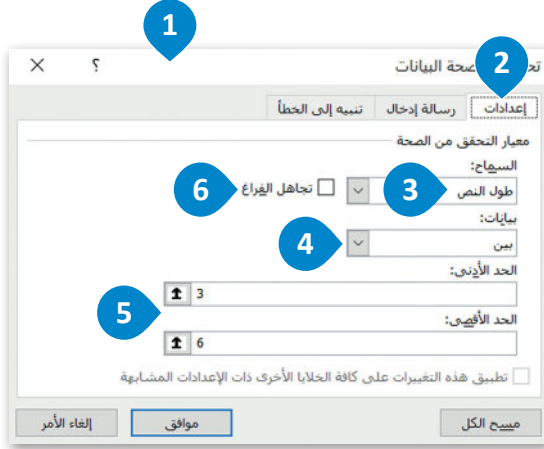 1
تح صحة البيانات ؟
2
إعدادات رسالة إدخال تنبيه إلى الخطأ
معيار التحقق من الصحة
السماح:
طول النص 3 تجاهل الفراغ 6
بيانات:
بين 4
الحد الأدنى:
3
5
الحد الأقصى:
6
تطبيق هذه التغييرات على كافة الخلايا الأخرى ذات الإعدادات المشابهة
مسح الكل موافق إلغاء الأمر